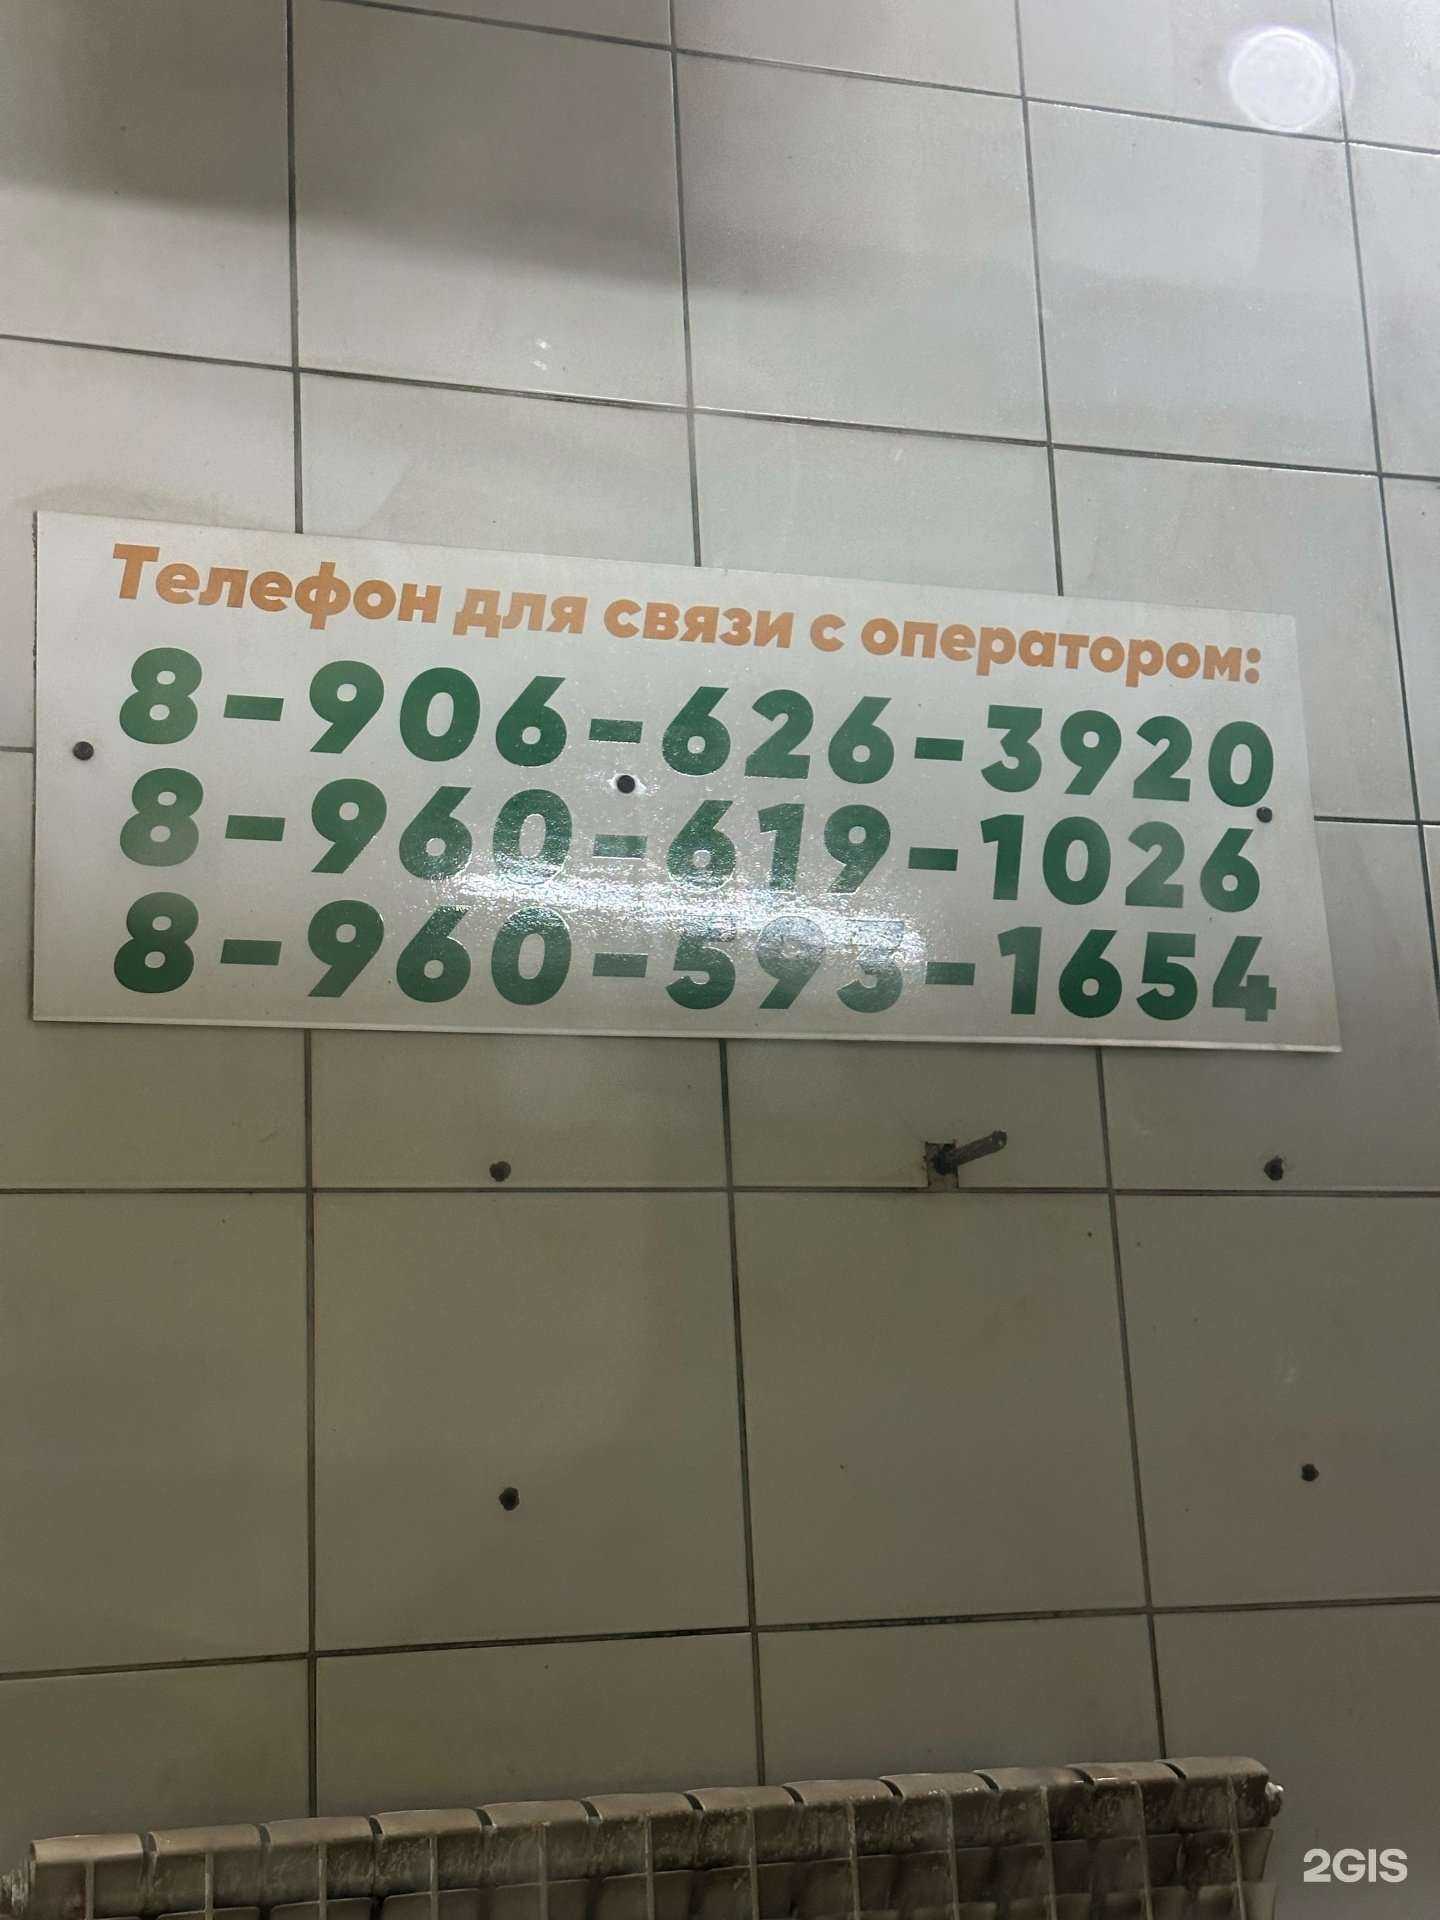 Телефон для связи с оператором:
8-906-626-3920
8-960-619-1026
8-960-593-1654
2GIS